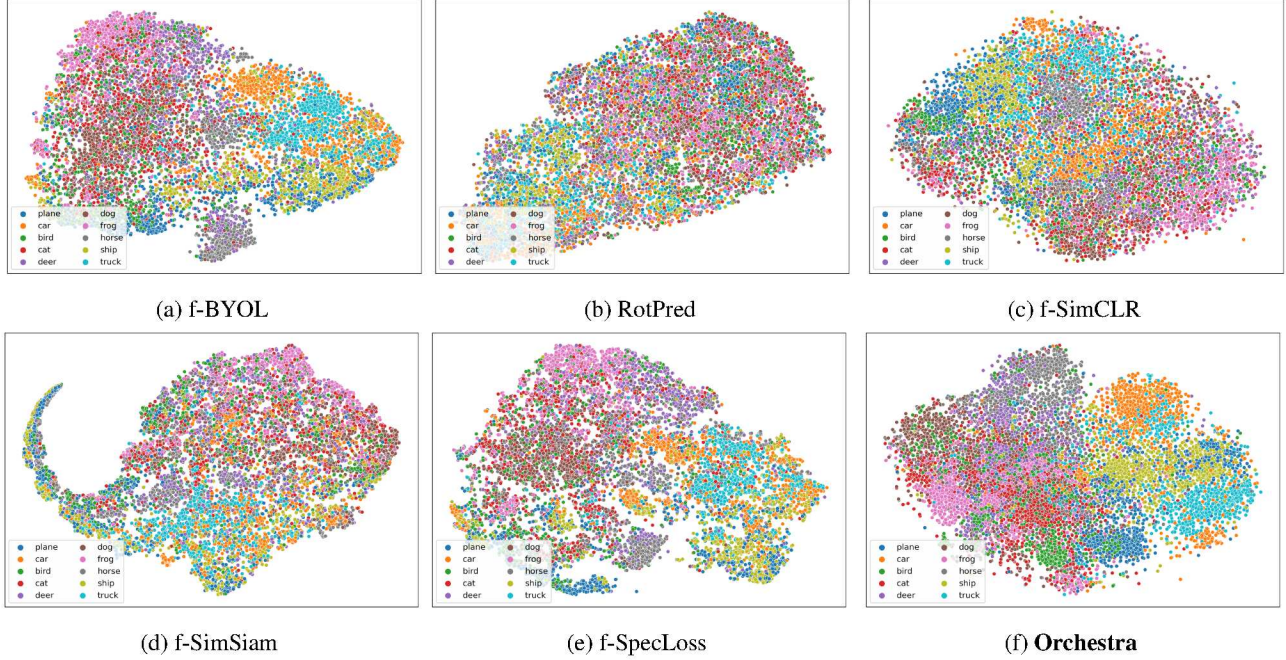 plane
car
bird
cat
deer
dog
frog
horse
ship
truck
(a) f-BYOL
plane
car
bird
cat
deer
dog
frog
horse
ship
truck
(b) RotPred
plane
car
bird
cat
deer
dog
frog
horse
ship
truck
(c) f-SimCLR
plane
car
bird
cat
deer
dog
frog
horse
ship
truck
(d) f-SimSiam
plane
car
bird
cat
deer
dog
frog
horse
ship
truck
(e) f-SpecLoss
plane
car
bird
cat
deer
dog
frog
horse
ship
truck
(f) Orchestra